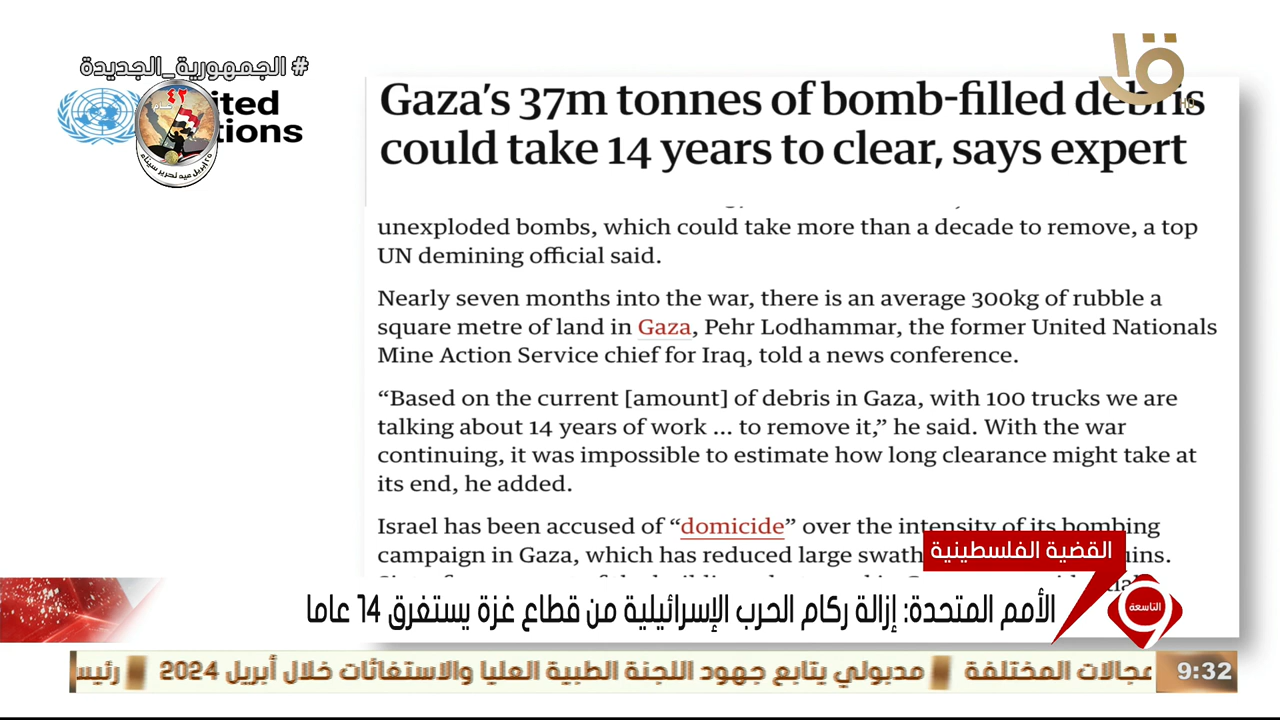 # الجمهورية_الجديدة
٤٢
عام
٢٥ ابريل عيد تحرير سيناء
Gaza's 37m tonnes of bomb-filled debris
could take 14 years to clear, says expert
unexploded bombs, which could take more than a decade to remove, a top
UN demining official said.
Nearly seven months into the war, there is an average 300kg of rubble a
square metre of land in Gaza, Pehr Lodhammar, the former United Nationals
Mine Action Service chief for Iraq, told a news conference.
“Based on the current [amount] of debris in Gaza, with 100 trucks we are
talking about 14 years of work ... to remove it,” he said. With the war
continuing, it was impossible to estimate how long clearance might take at
its end, he added.
Israel has been accused of “domicide” over the intensity of its bombing
campaign in Gaza, which has reduced large
القضية الفلسطينية
الأمم المتحدة: إزالة ركام الحرب الإسرائيلية من قطاع غزة يستغرق 14 عاما
التاسعة
المختلفة مدبولي يتابع جهود اللجنة الطبية العليا والاستغاثات خلال أبريل 2024
9:32